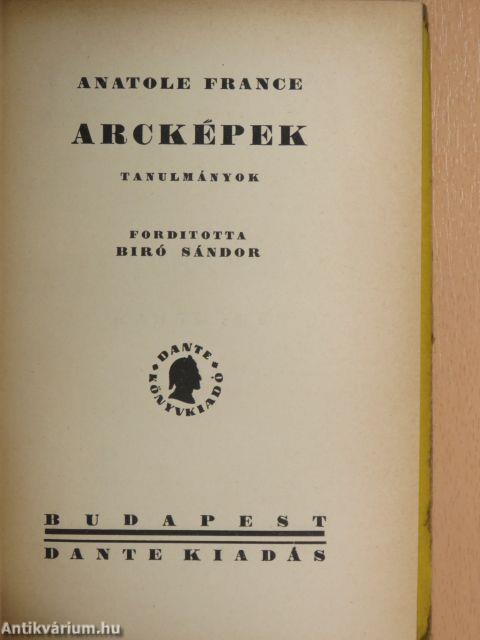 ANATOLE FRANCE
ARCKÉPEK
TANULMÁNYOK
FORDITOTTA
BIRÓ SÁNDOR
DANTE
KÖNYVKIADÓ
BUDAPEST
DANTE KIADÁS
Antikvárium.hu